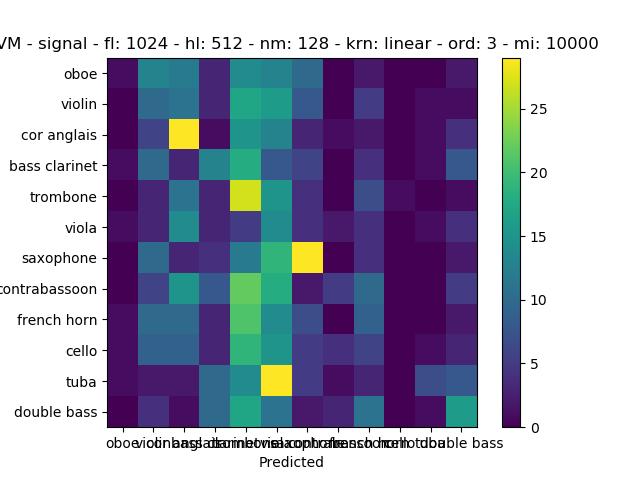 VM - signal - fl: 1024 - hl: 512 - nm: 128 - krn: linear - ord: 3 - mi: 10000
oboe
violin
cor anglais
bass clarinet
trombone
viola
saxophone
contrabassoon
french horn
cello
tuba
double bass
25
20
15
10
5
0
oboe double bass
Predicted